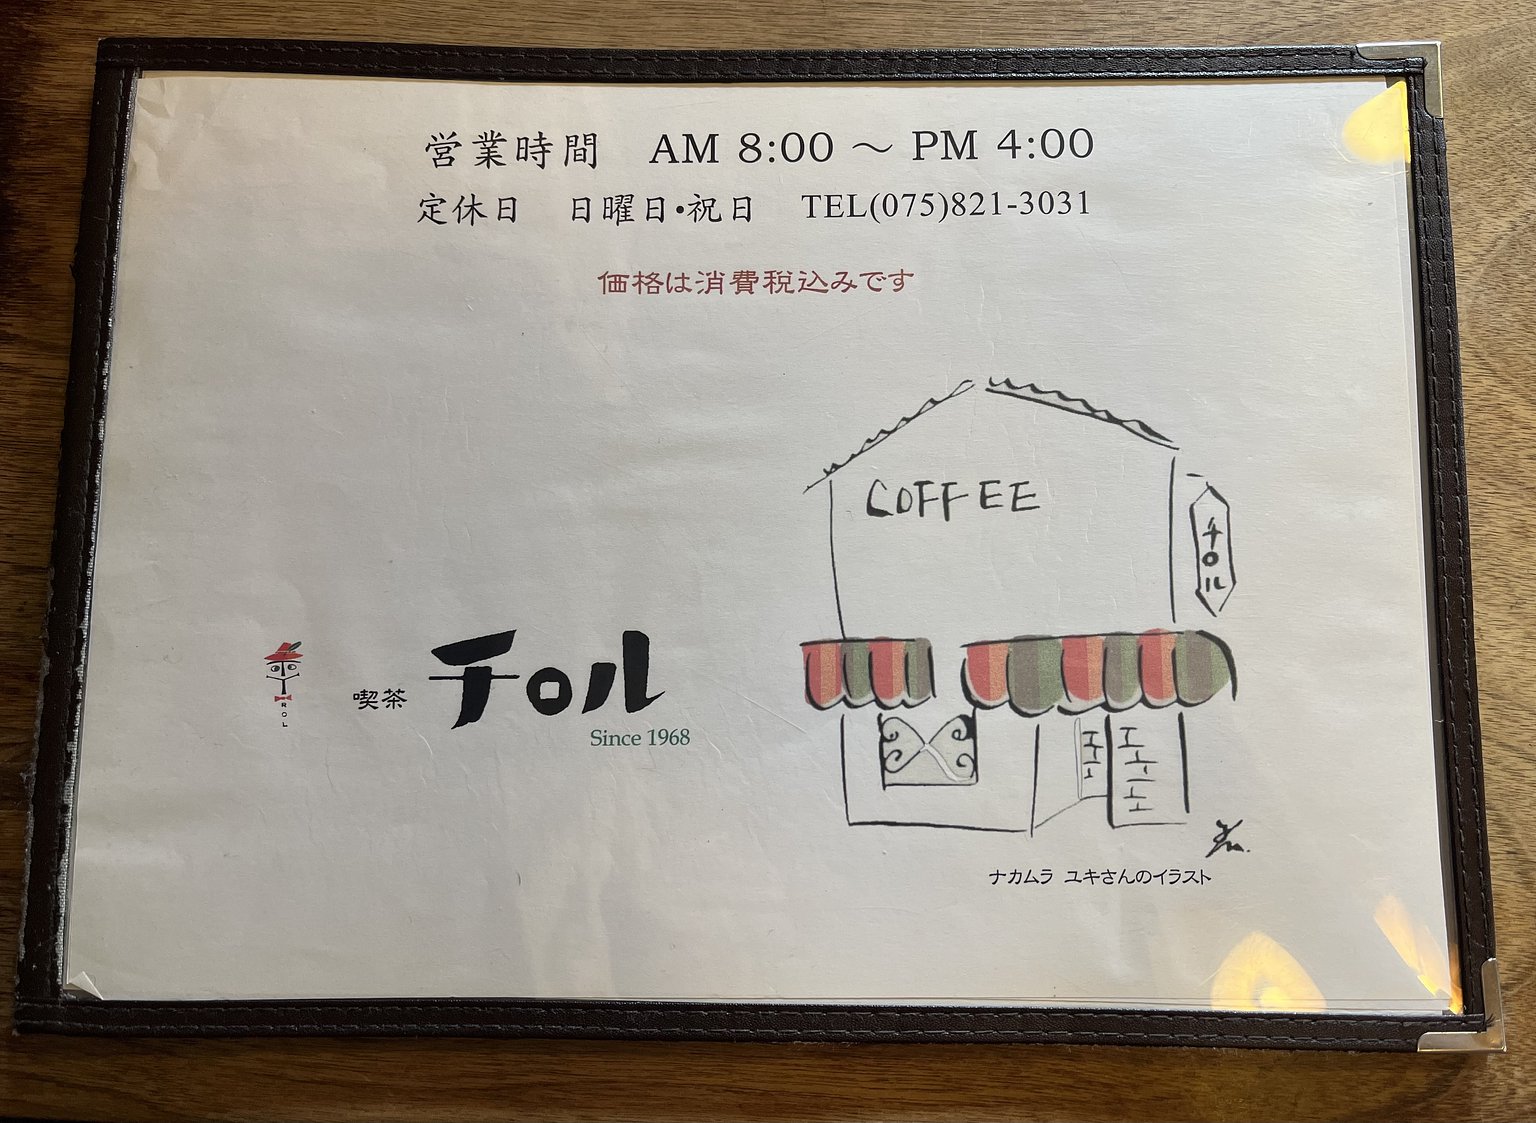 営業時間　AM 8:00 ～ PM 4:00
定休日　日曜日・祝日　TEL(075)821-3031
価格は消費税込みです
COFFEE
チロル
喫茶 チロル
Since 1968
R
O
L
ナカムラ ユキさんのイラスト